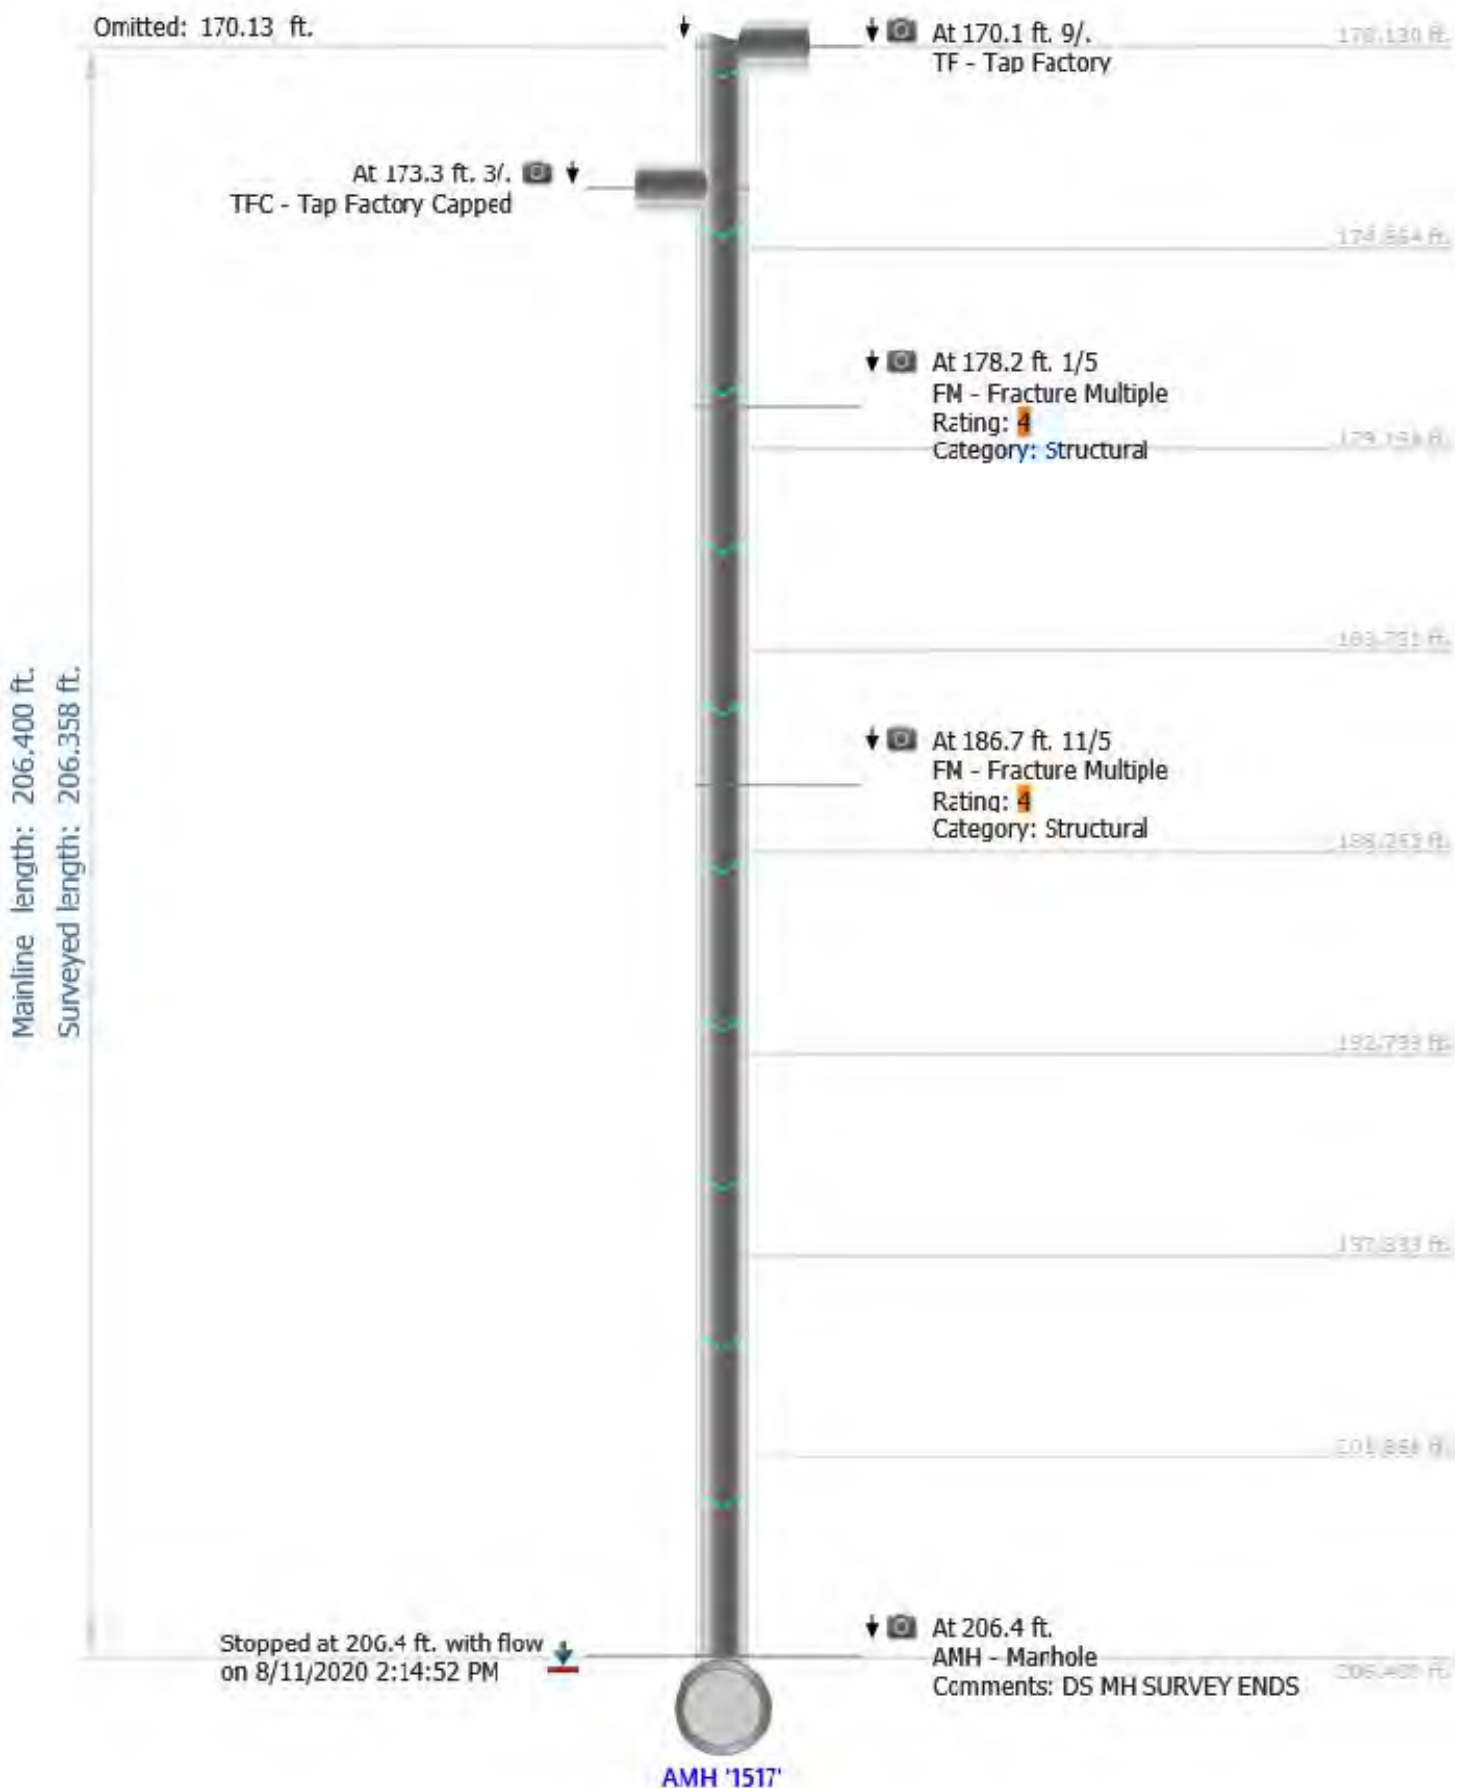 Omitted: 170.13 ft.
At 170.1 ft. 9/.
TF - Tap Factory
At 173.3 ft. 3/.
TFC - Tap Factory Capped
At 178.2 ft. 1/5
FM - Fracture Multiple
Rating: 4
Category: Structural
Mainline length: 206.400 ft.
Surveyed length: 206.358 ft.
At 186.7 ft. 11/5
FM - Fracture Multiple
Rating: 4
Category: Structural
Stopped at 206.4 ft. with flow
on 8/11/2020 2:14:52 PM
At 206.4 ft.
AMH - Manhole
Comments: DS MH SURVEY ENDS
AMH '1517'